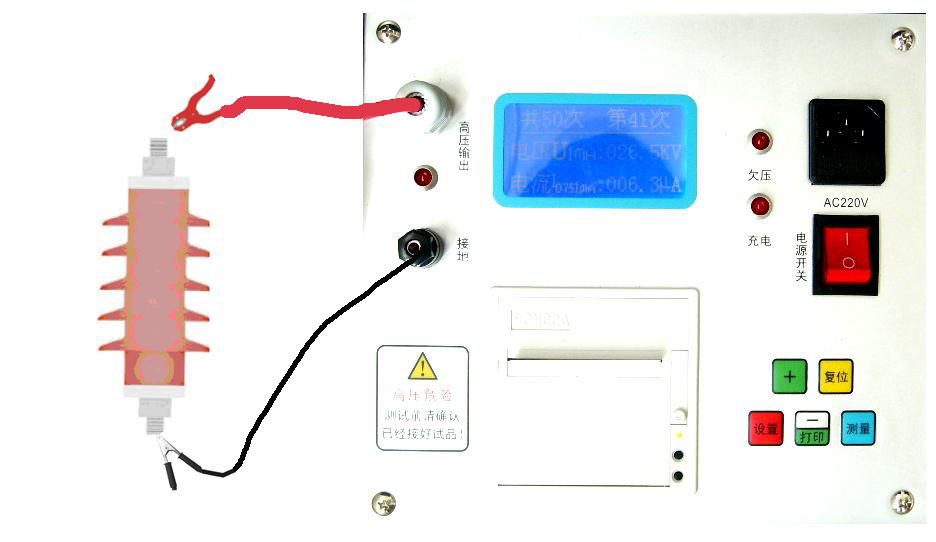 高压输出
共50次 第41次
电压U1mA:026.5KV
电流I0.75 1mA:006.3μA
欠压
AC220V
充电
接地
电源开关
高压危险
测试前请确认
已经接好试品!
+
复位
设置
—
打印
测量